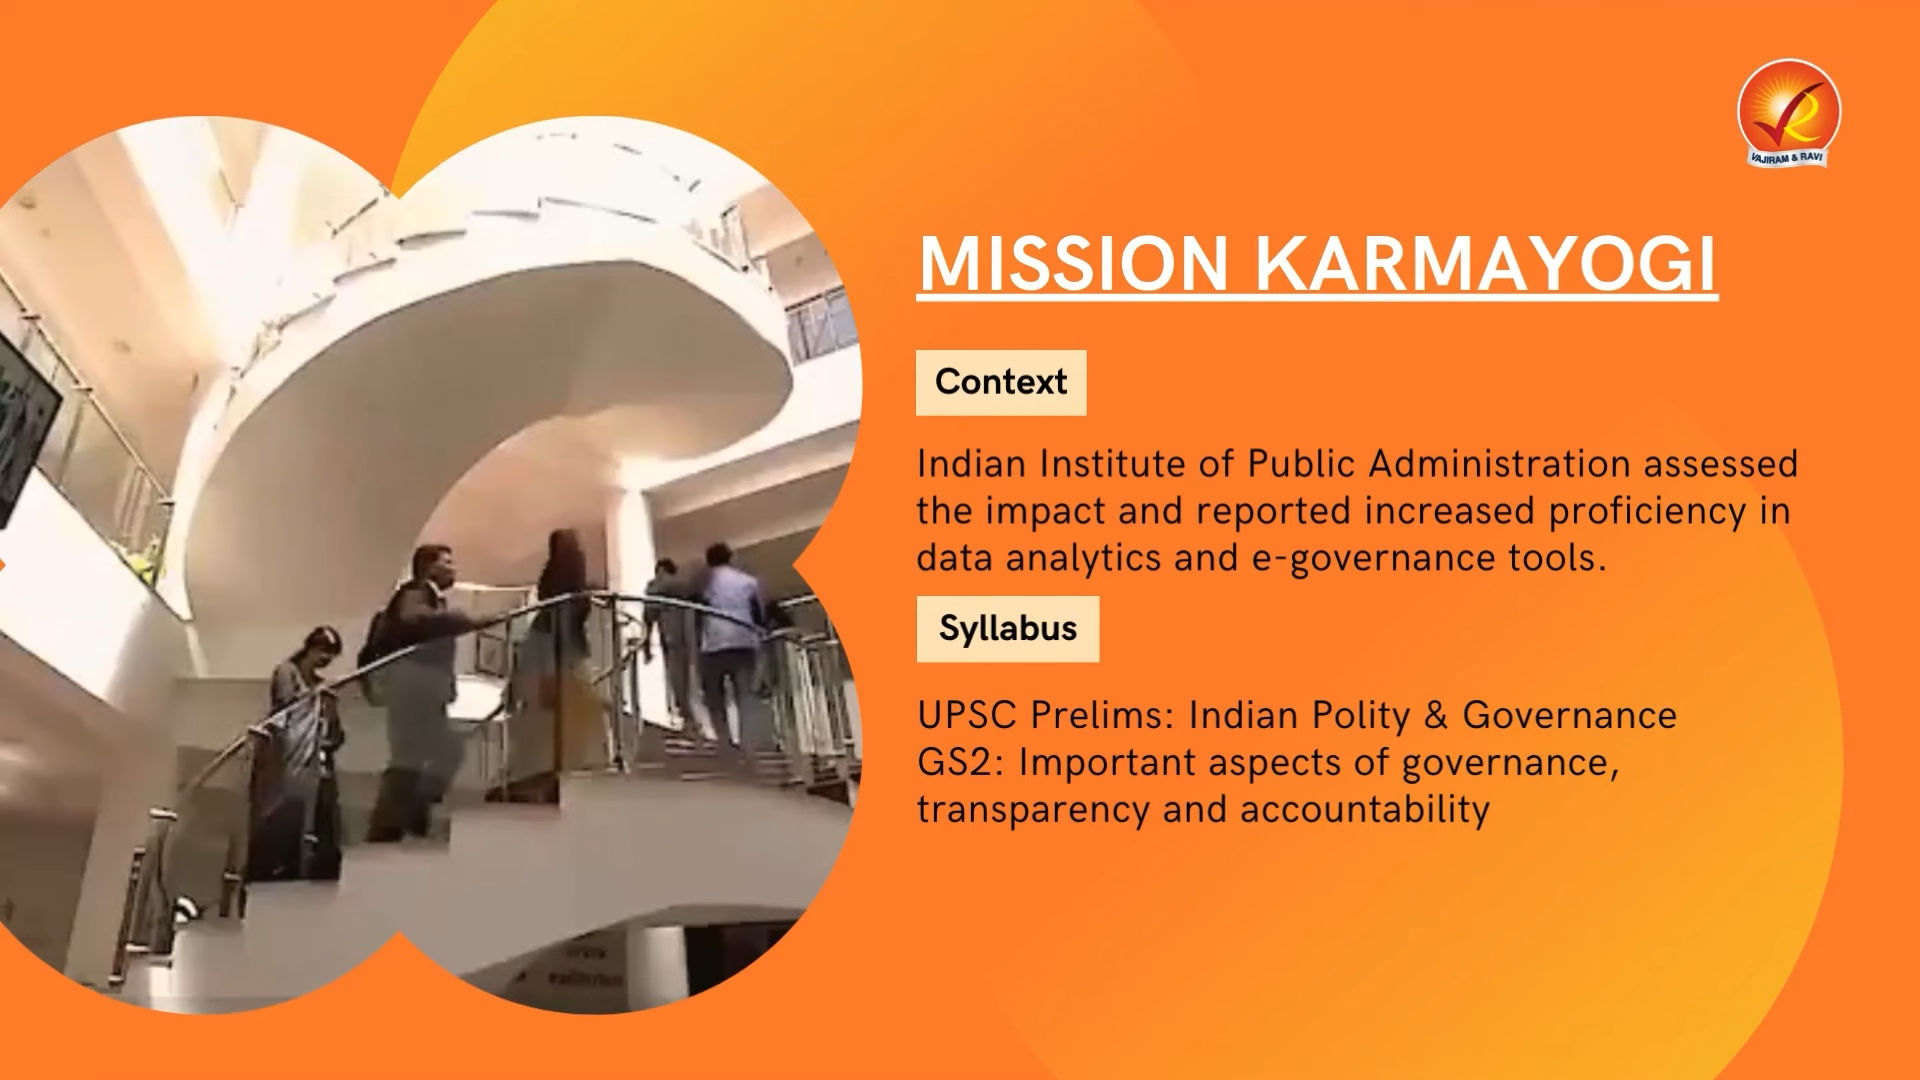 VAJIRAM & RAVI
MISSION KARMAYOGI
Context
Indian Institute of Public Administration assessed
the impact and reported increased proficiency in
data analytics and e-governance tools.
Syllabus
UPSC Prelims: Indian Polity & Governance
GS2: Important aspects of governance,
transparency and accountability